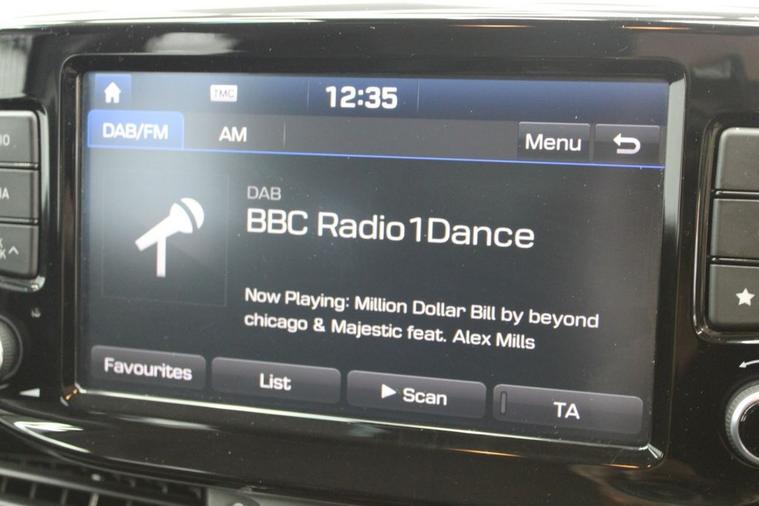 TMC 12:35
DAB/FM AM Menu
DAB
BBC Radio1Dance
Now Playing: Million Dollar Bill by beyond
chicago & Majestic feat. Alex Mills
Favourites List Scan TA